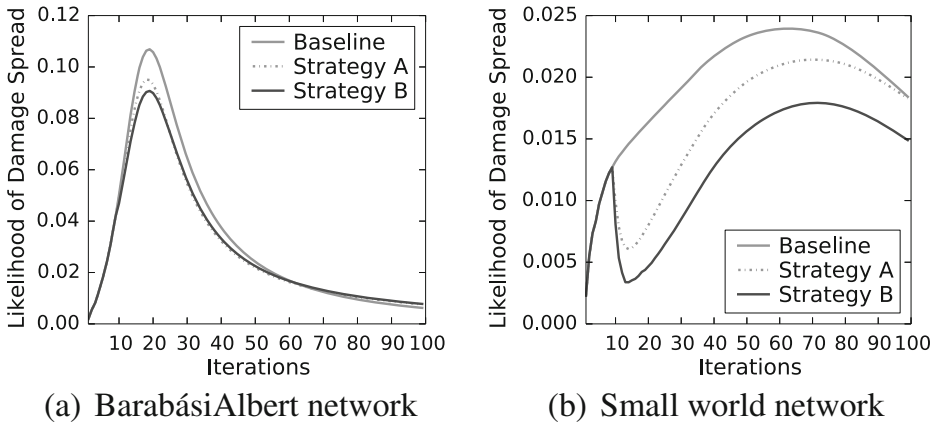 Likelihood of Damage Spread
0.12
0.10
0.08
0.06
0.04
0.02
0.00
10 20 30 40 50 60 70 80 90 100
Iterations
Baseline
Strategy A
Strategy B
(a) BarabásiAlbert network
Likelihood of Damage Spread
0.025
0.020
0.015
0.010
0.005
0.000
10 20 30 40 50 60 70 80 90 100
Iterations
Baseline
Strategy A
Strategy B
(b) Small world network